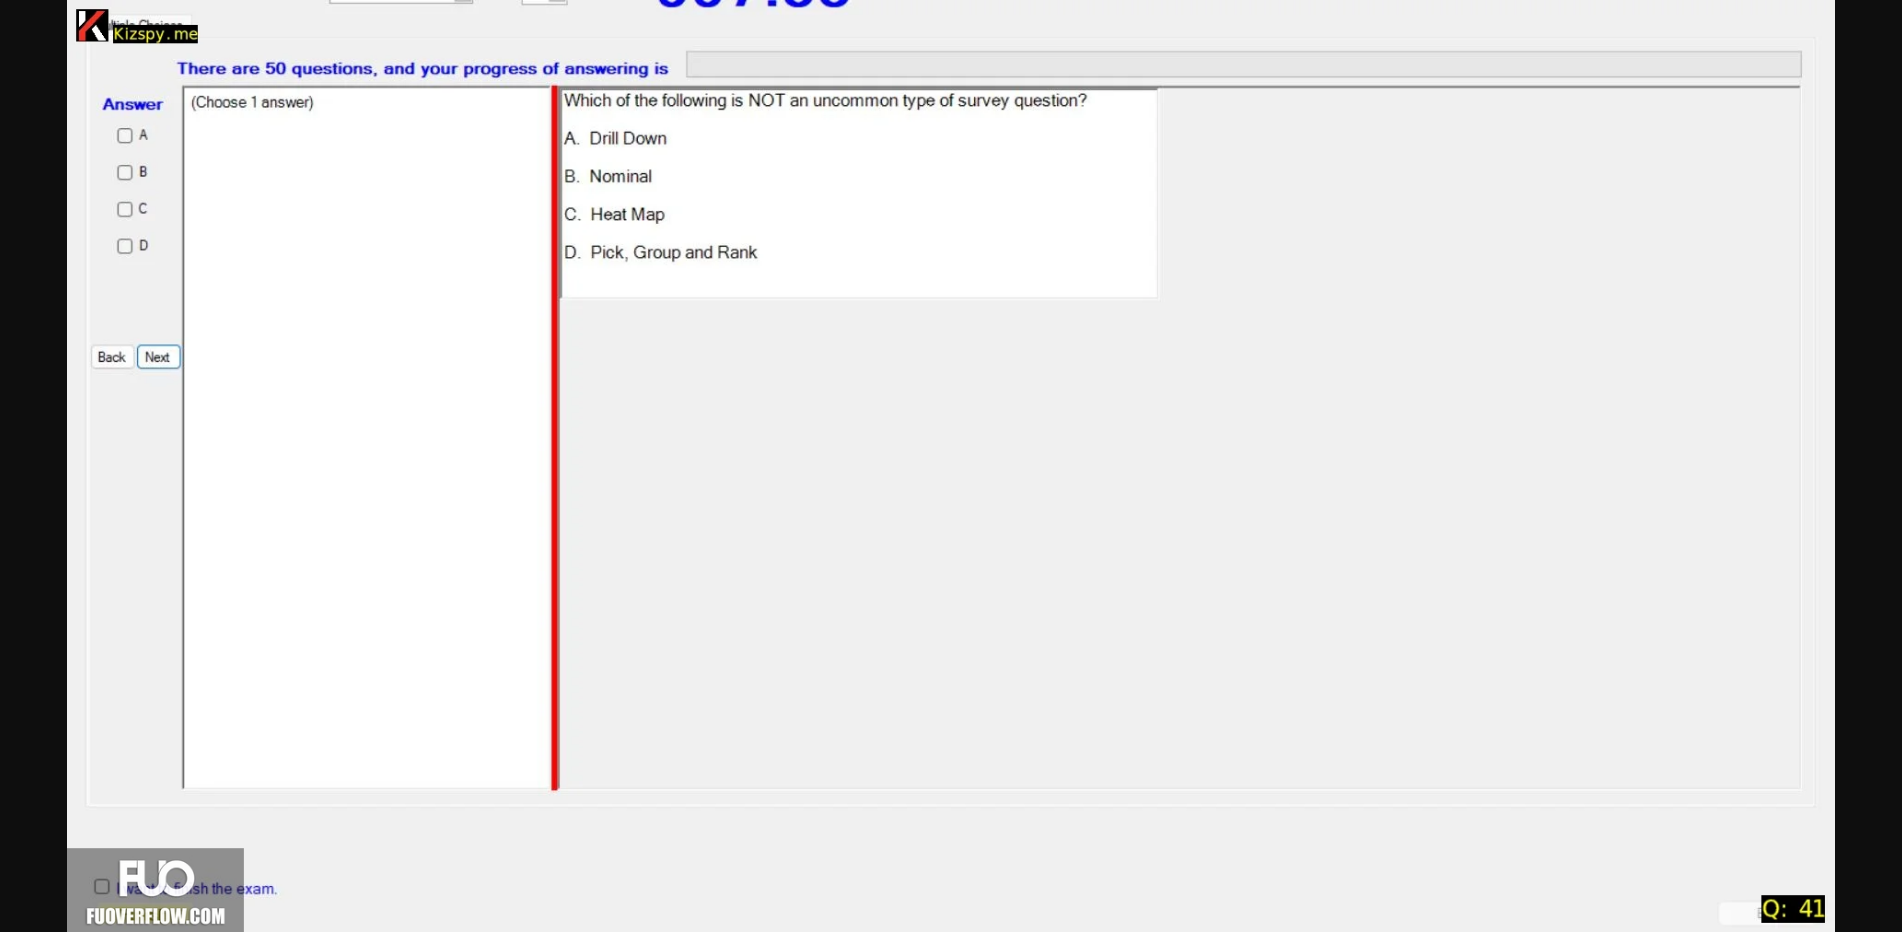 Kizspy.me
There are 50 questions, and your progress of answering is
Answer
(Choose 1 answer)
A
B
C
D
Back
Next
Which of the following is NOT an uncommon type of survey question?
A. Drill Down
B. Nominal
C. Heat Map
D. Pick, Group and Rank
the exam.
FUO
FUOVERFLOW.COM
Q: 41